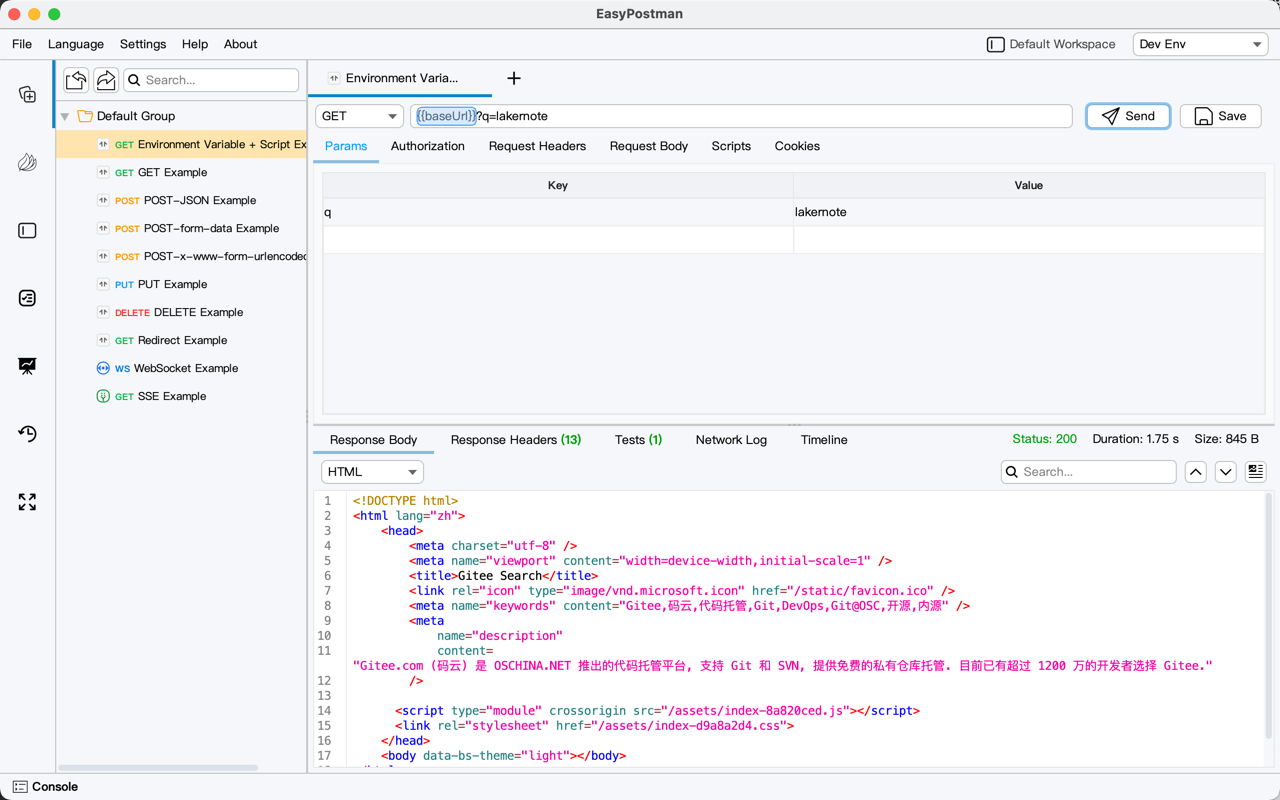 EasyPostman
File Language Settings Help About
Default Workspace
Dev Env
Search...
Default Group
GET Environment Variable + Script Ex
GET GET Example
POST POST-JSON Example
POST POST-form-data Example
POST POST-x-www-form-urlencoded
PUT PUT Example
DELETE DELETE Example
GET Redirect Example
WS WebSocket Example
GET SSE Example
Environment Varia...
GET
{{baseUrl}}?q=lakernote
Send
Save
Params Authorization Request Headers Request Body Scripts Cookies
Key Value
q lakernote
Response Body Response Headers (13) Tests (1) Network Log Timeline
Status: 200 Duration: 1.75 s Size: 845 B
HTML
Search...
1 <!DOCTYPE html>
2 <html lang="zh">
3 <head>
4 <meta charset="utf-8" />
5 <meta name="viewport" content="width=device-width,initial-scale=1" />
6 <title>Gitee Search</title>
7 <link rel="icon" type="image/vnd.microsoft.icon" href="/static/favicon.ico" />
8 <meta name="keywords" content="Gitee,码云,代码托管,Git,DevOps,Git@OSC,开源,内源" />
9 <meta
10 name="description"
11 content=
"Gitee.com (码云) 是 OSCHINA.NET 推出的代码托管平台, 支持 Git 和 SVN, 提供免费的私有仓库托管. 目前已有超过 1200 万的开发者选择 Gitee."
12 />
13
14 <script type="module" crossorigin src="/assets/index-8a820ced.js"></script>
15 <link rel="stylesheet" href="/assets/index-d9a8a2d4.css">
16 </head>
17 <body data-bs-theme="light"></body>
Console